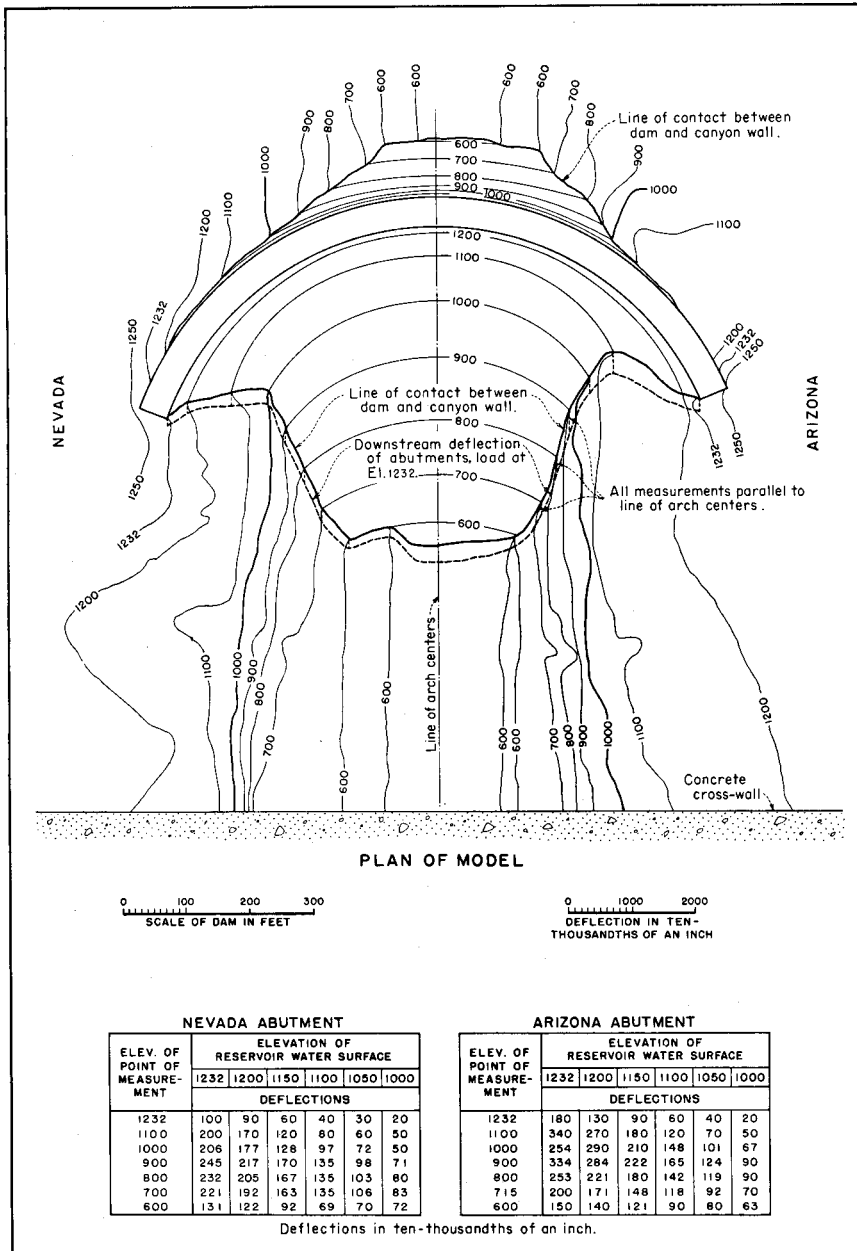 600 600
600 600
700 700
800 800
900 900
1000 1000
1100 1100
1200 1200
1232 1232
1250 1250
Line of contact between
dam and canyon wall.
600
700
800
900
1000
1200
1100
1000
900
800
700
600
NEVADA
ARIZONA
Line of contact between
dam and canyon wall.
Downstream deflection
of abutments, load at
El. 1232.
All measurements parallel to
line of arch centers.
1250
1232
1200
1100
1000
900
800
700
600
600
Line of arch centers
600
600
700
800
900
1000
1100
1200
1232
1250
Concrete
cross-wall
PLAN OF MODEL
0 100 200 300
SCALE OF DAM IN FEET
0 1000 2000
DEFLECTION IN TEN-
THOUSANDTHS OF AN INCH
NEVADA ABUTMENT
ELEV. OF POINT OF MEASURE-MENT
ELEVATION OF
RESERVOIR WATER SURFACE
1232 1200 1150 1100 1050 1000
DEFLECTIONS
1232 100 90 60 40 30 20
1100 200 170 120 80 60 50
1000 206 177 128 97 72 50
900 245 217 170 135 98 71
800 232 205 167 135 103 80
700 221 192 163 135 106 83
600 131 122 92 69 70 72
ARIZONA ABUTMENT
ELEV. OF POINT OF MEASURE-MENT
ELEVATION OF
RESERVOIR WATER SURFACE
1232 1200 1150 1100 1050 1000
DEFLECTIONS
1232 180 130 90 60 40 20
1100 340 270 180 120 70 50
1000 254 290 210 148 101 67
900 334 284 222 165 124 90
800 253 221 180 142 119 90
715 200 171 148 118 92 70
600 150 140 121 90 80 63
Deflections in ten-thousandths of an inch.